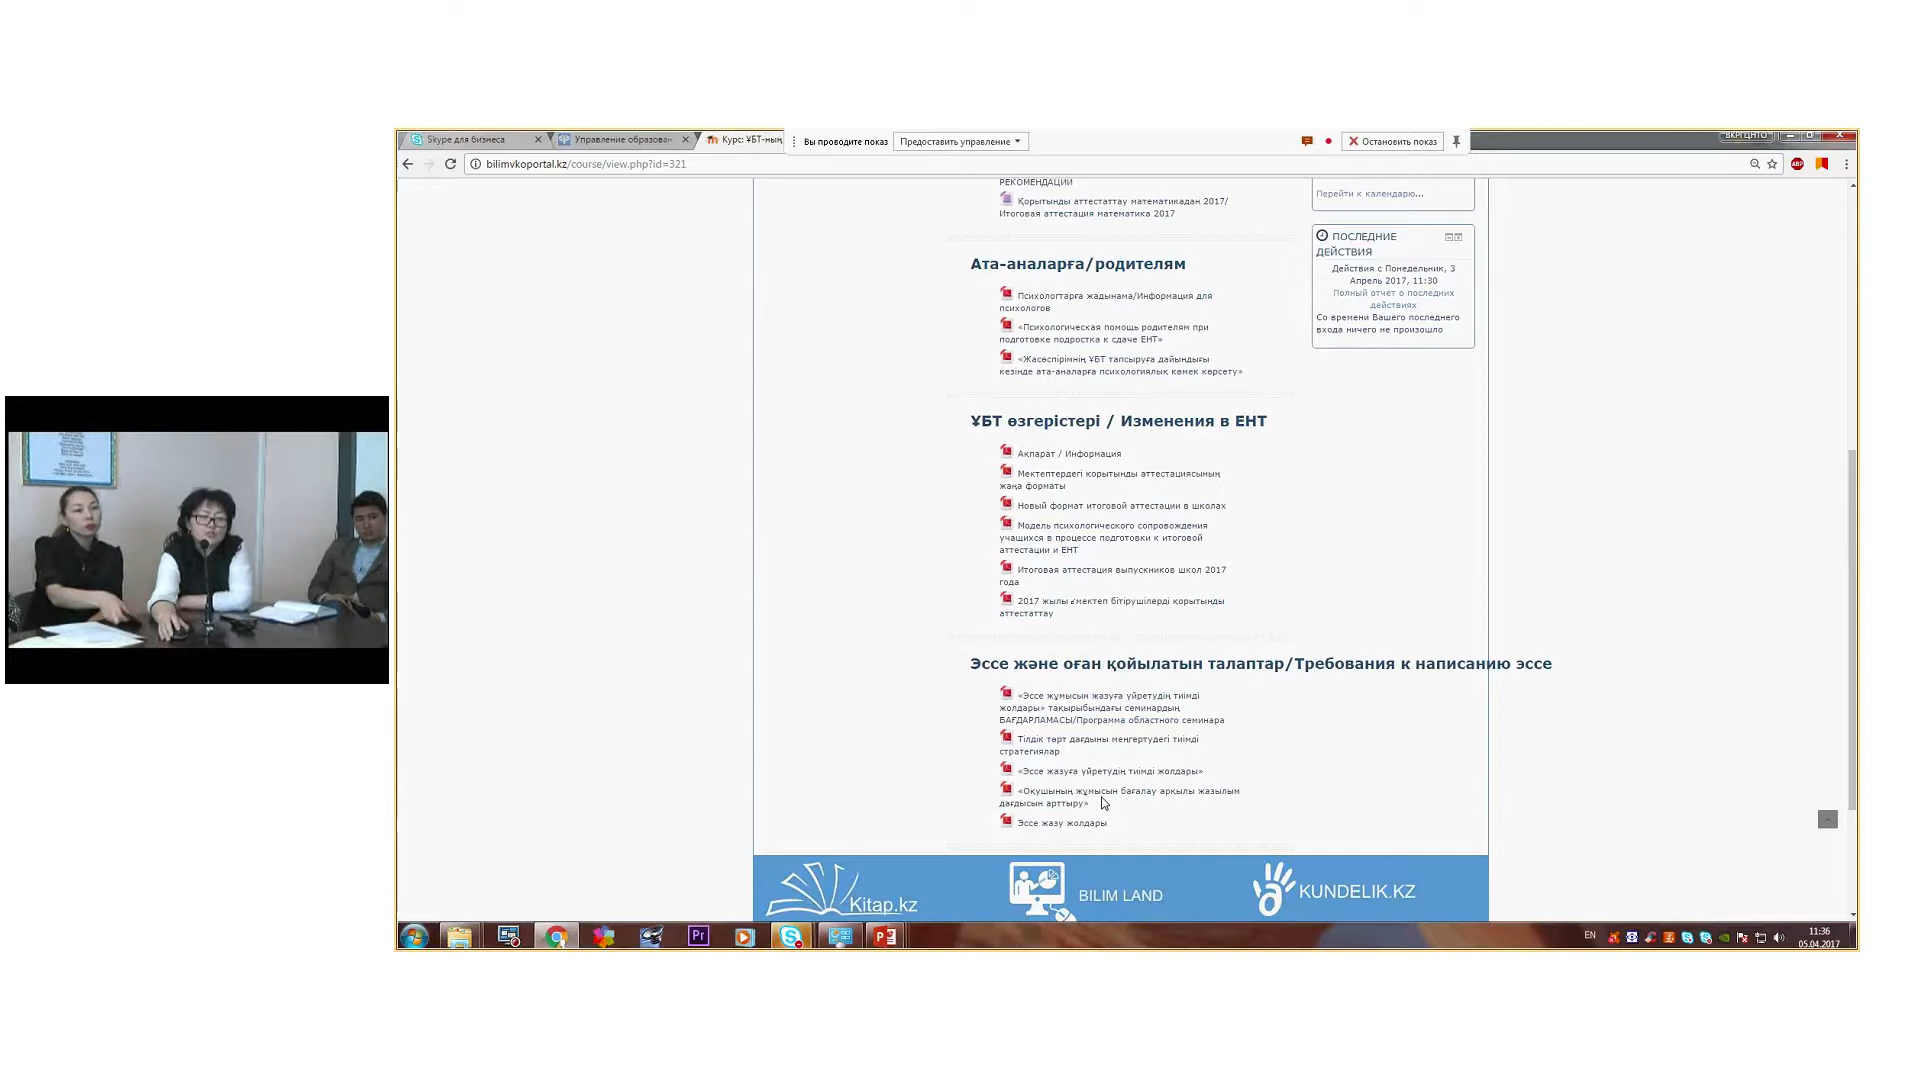 Skype для бизнеса
Управление образован
Курс: ҰБТ-ның
Вы проводите показ
Предоставить управление
Остановить показ
ВКРГЦНТО
bilimvkoportal.kz/course/view.php?id=321
РЕКОМЕНДАЦИИ
Қорытынды аттестаттау математикадан 2017/
Итоговая аттестация математика 2017
Перейти к календарю...
ПОСЛЕДНИЕ
ДЕЙСТВИЯ
Действия с Понедельник, 3
Апрель 2017, 11:30
Полный отчет о последних
действиях
Со времени Вашего последнего
входа ничего не произошло
Ата-аналарға/родителям
Психологтарға жадынама/Информация для
психологов
«Психологическая помощь родителям при
подготовке подростка к сдаче ЕНТ»
«Жасөспірімнің ҰБТ тапсыруға дайындығы
кезінде ата-аналарға психологиялық көмек көрсету»
ҰБТ өзгерістері / Изменения в ЕНТ
Ақпарат / Информация
Мектептердегі қорытынды аттестациясының
жаңа форматы
Новый формат итоговой аттестации в школах
Модель психологического сопровождения
учащихся в процессе подготовки к итоговой
аттестации и ЕНТ
Итоговая аттестация выпускников школ 2017
года
2017 жылы мектеп бітірушілерді қорытынды
аттестаттау
Эссе және оған қойылатын талаптар/Требования к написанию эссе
«Эссе жұмысын жазуға үйретудің тиімді
жолдары» тақырыбындағы семинардың
БАҒДАРЛАМАСЫ/Программа областного семинара
Тілдік төрт дағдыны меңгертудегі тиімді
стратегиялар
«Эссе жазуға үйретудің тиімді жолдары»
«Оқушының жұмысын бағалау арқылы жазылым
дағдысын арттыру»
Эссе жазу жолдары
Kitap.kz
BILIM LAND
KUNDELIK.KZ
Pr
EN
11:36
05.04.2017